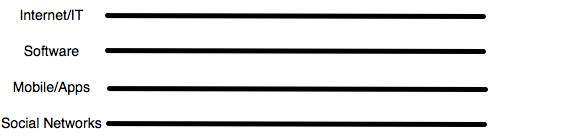 Internet/IT
Software
Mobile/Apps
Social Networks